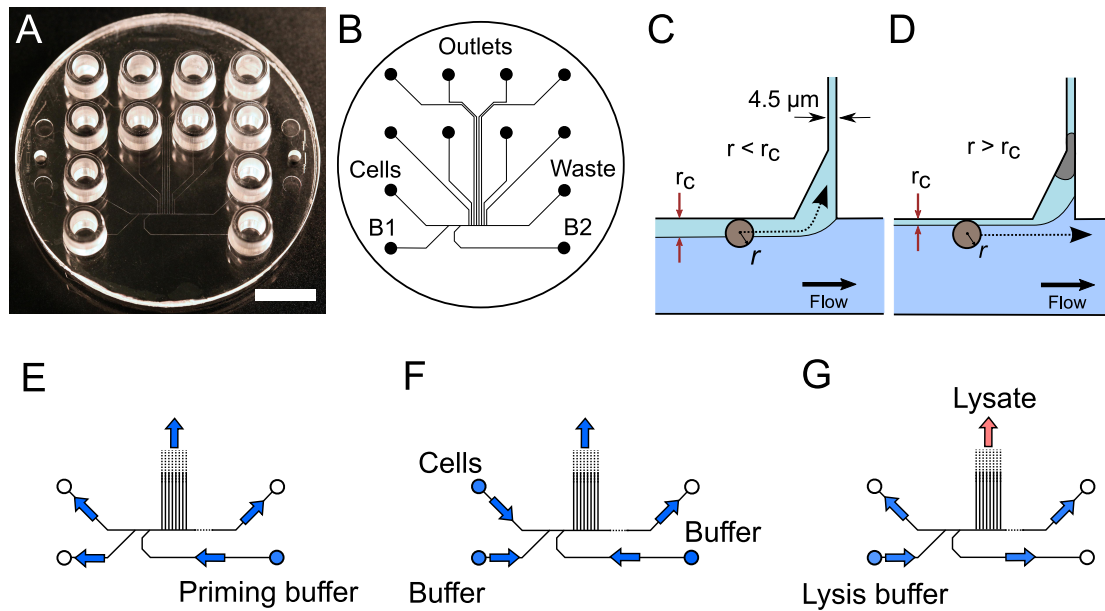 A
B
Outlets
Cells
Waste
B1
B2
C
4.5 µm
r < rc
rc
r
Flow
D
r > rc
rc
r
Flow
E
Priming buffer
F
Cells
Buffer
Buffer
G
Lysate
Lysis buffer